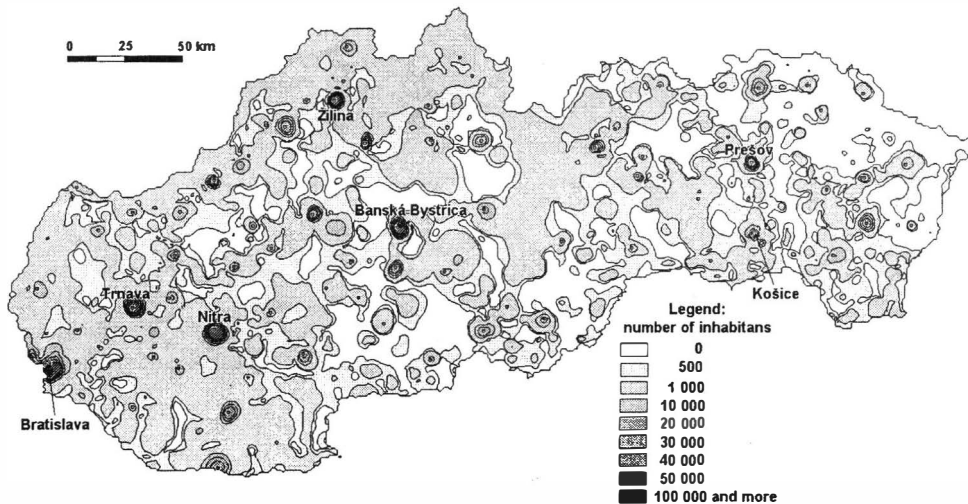 0 25 50 km
Žilina
Prešov
Banská Bystrica
Košice
Trnava
Nitra
Bratislava
Legend:
number of inhabitans
0
500
1 000
10 000
20 000
30 000
40 000
50 000
100 000 and more